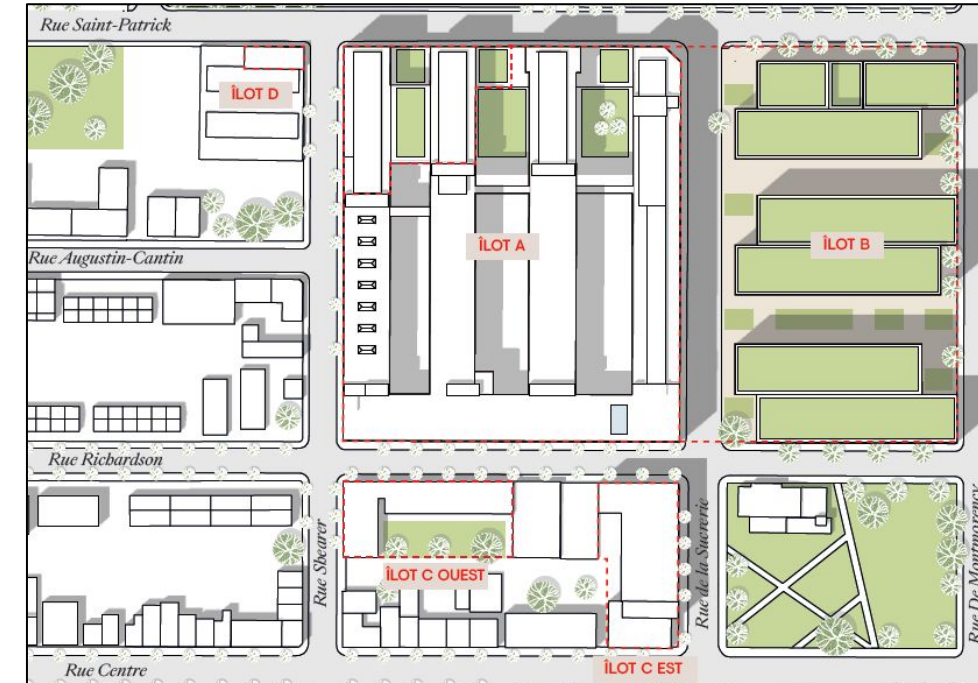 Rue Saint-Patrick
ÎLOT D
ÎLOT A
ÎLOT B
Rue Augustin-Cantin
Rue Richardson
Rue Shearer
ÎLOT C OUEST
Rue de la Sucrerie
Rue De Montmorency
ÎLOT C EST
Rue Centre